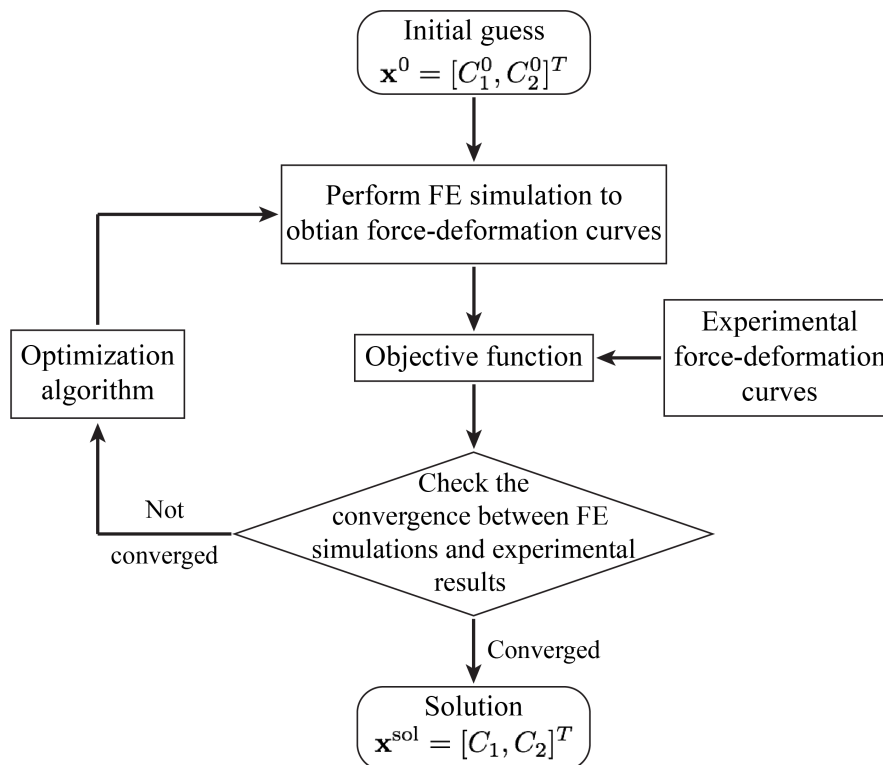 Initial guess
𝐱⁰ = [C₁⁰, C₂⁰]ᵀ
Perform FE simulation to
obtian force-deformation curves
Optimization
algorithm
Objective function
Experimental
force-deformation
curves
Check the
convergence between FE
simulations and experimental
results
Not
converged
Converged
Solution
𝐱ˢᵒˡ = [C₁, C₂]ᵀ